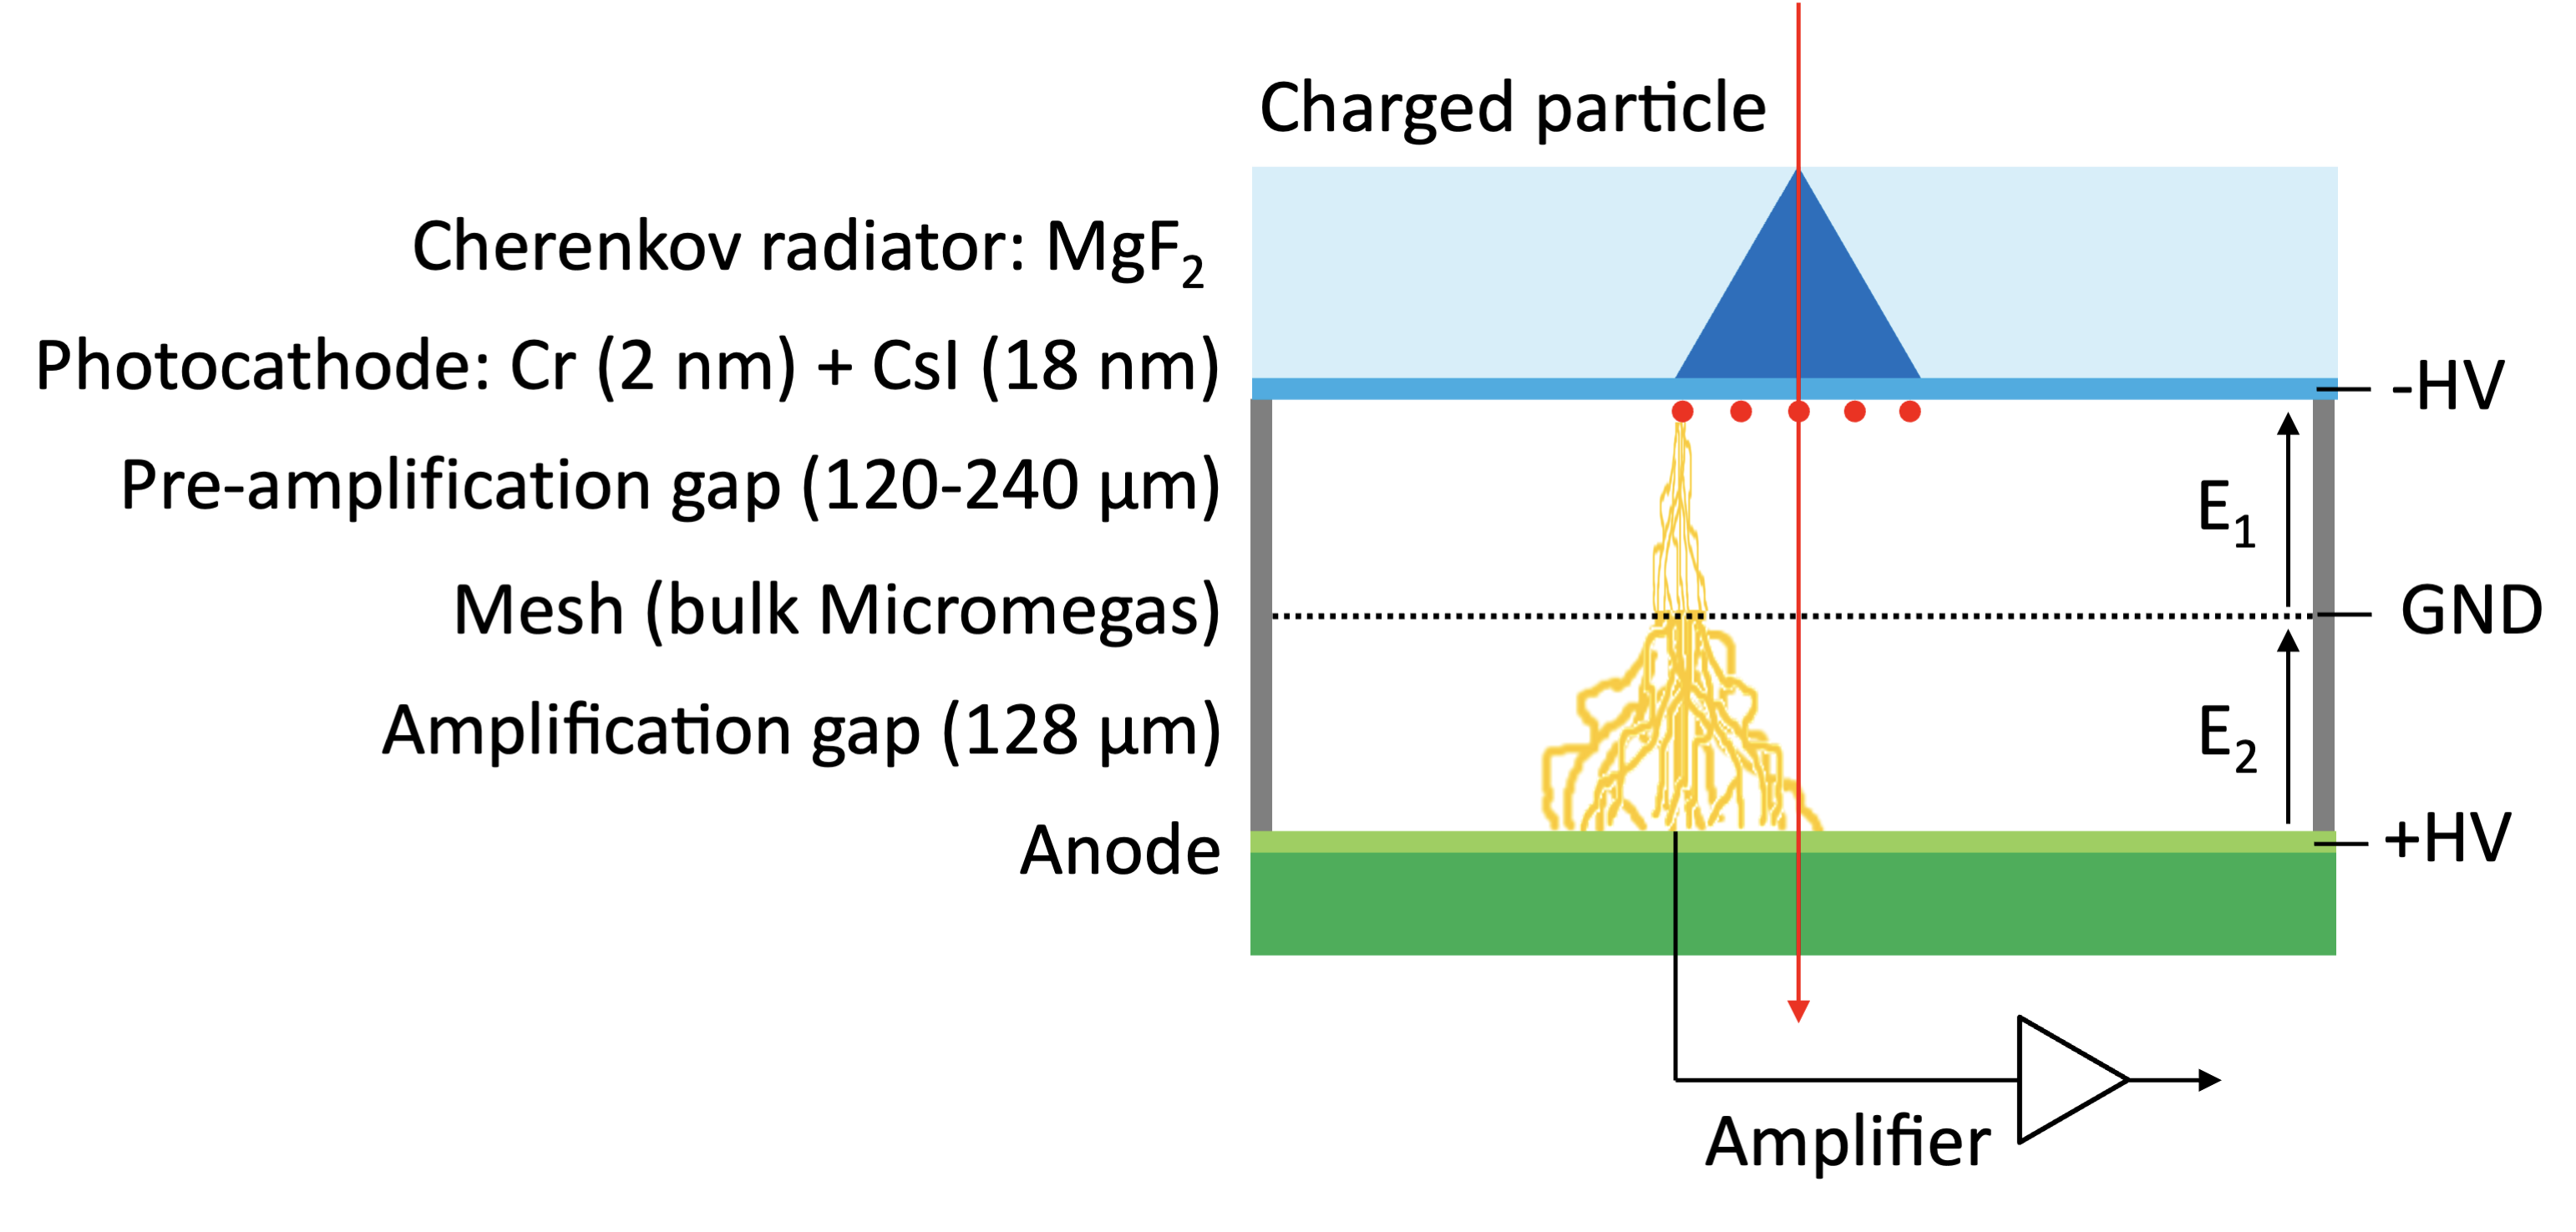 Charged particle
Cherenkov radiator: MgF₂
Photocathode: Cr (2 nm) + CsI (18 nm)
-HV
Pre-amplification gap (120-240 µm)
E₁
Mesh (bulk Micromegas)
GND
Amplification gap (128 µm)
E₂
Anode
+HV
Amplifier